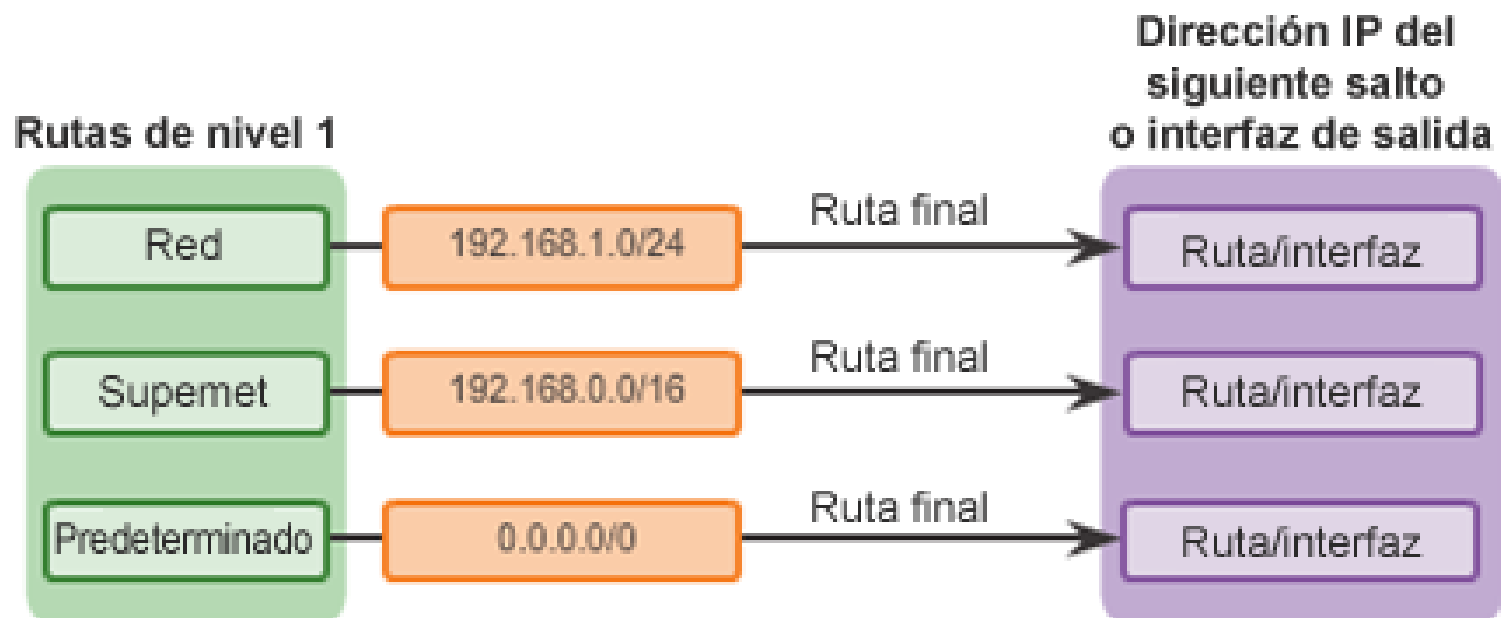 Dirección IP del
siguiente salto
o interfaz de salida
Rutas de nivel 1
Red
192.168.1.0/24
Ruta final
Ruta/interfaz
Supernet
192.168.0.0/16
Ruta final
Ruta/interfaz
Predeterminado
0.0.0.0/0
Ruta final
Ruta/interfaz